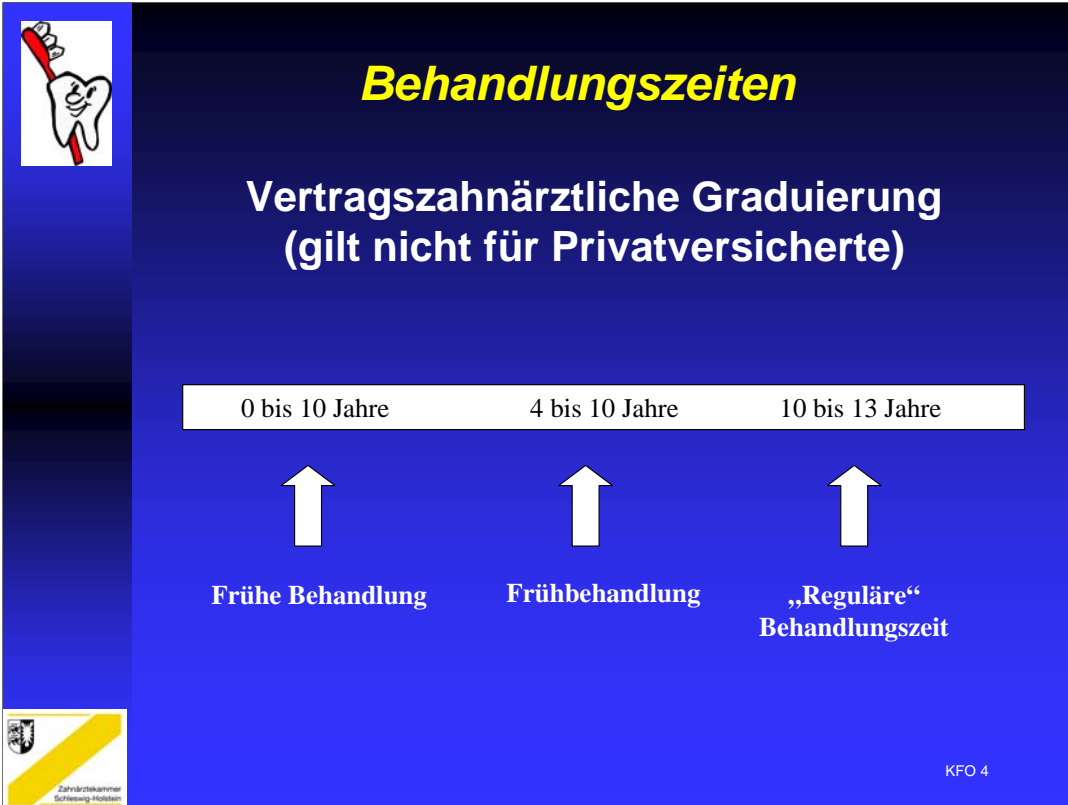 Behandlungszeiten
Vertragszahnärztliche Graduierung
(gilt nicht für Privatversicherte)
0 bis 10 Jahre 4 bis 10 Jahre 10 bis 13 Jahre
Frühe Behandlung Frühbehandlung „Reguläre“
Behandlungszeit
KFO 4
Zahnärztekammer
Schleswig-Holstein